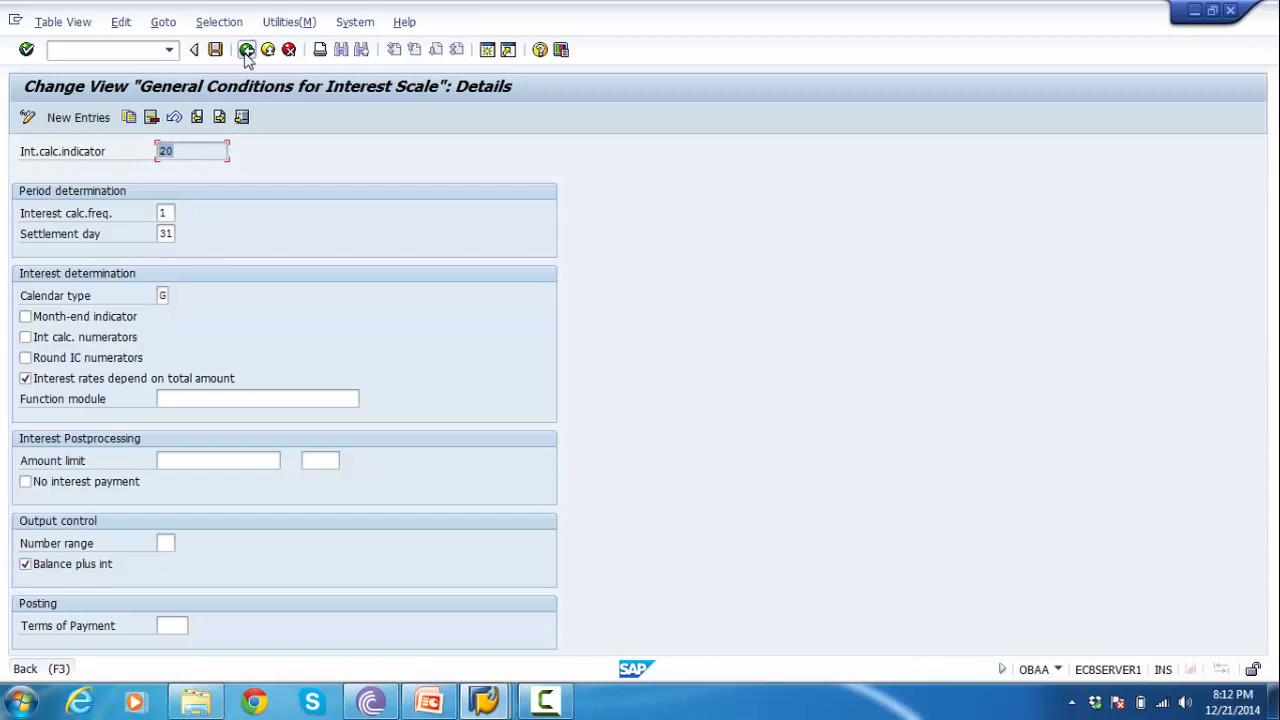 Table View Edit Goto Selection Utilities(M) System Help
Change View "General Conditions for Interest Scale": Details
New Entries
Int.calc.indicator 20
Period determination
Interest calc.freq. 1
Settlement day 31
Interest determination
Calendar type G
Month-end indicator
Int calc. numerators
Round IC numerators
Interest rates depend on total amount
Function module
Interest Postprocessing
Amount limit
No interest payment
Output control
Number range
Balance plus int
Posting
Terms of Payment
Back (F3) SAP OBAA EC8SERVER1 INS
8:12 PM
12/21/2014